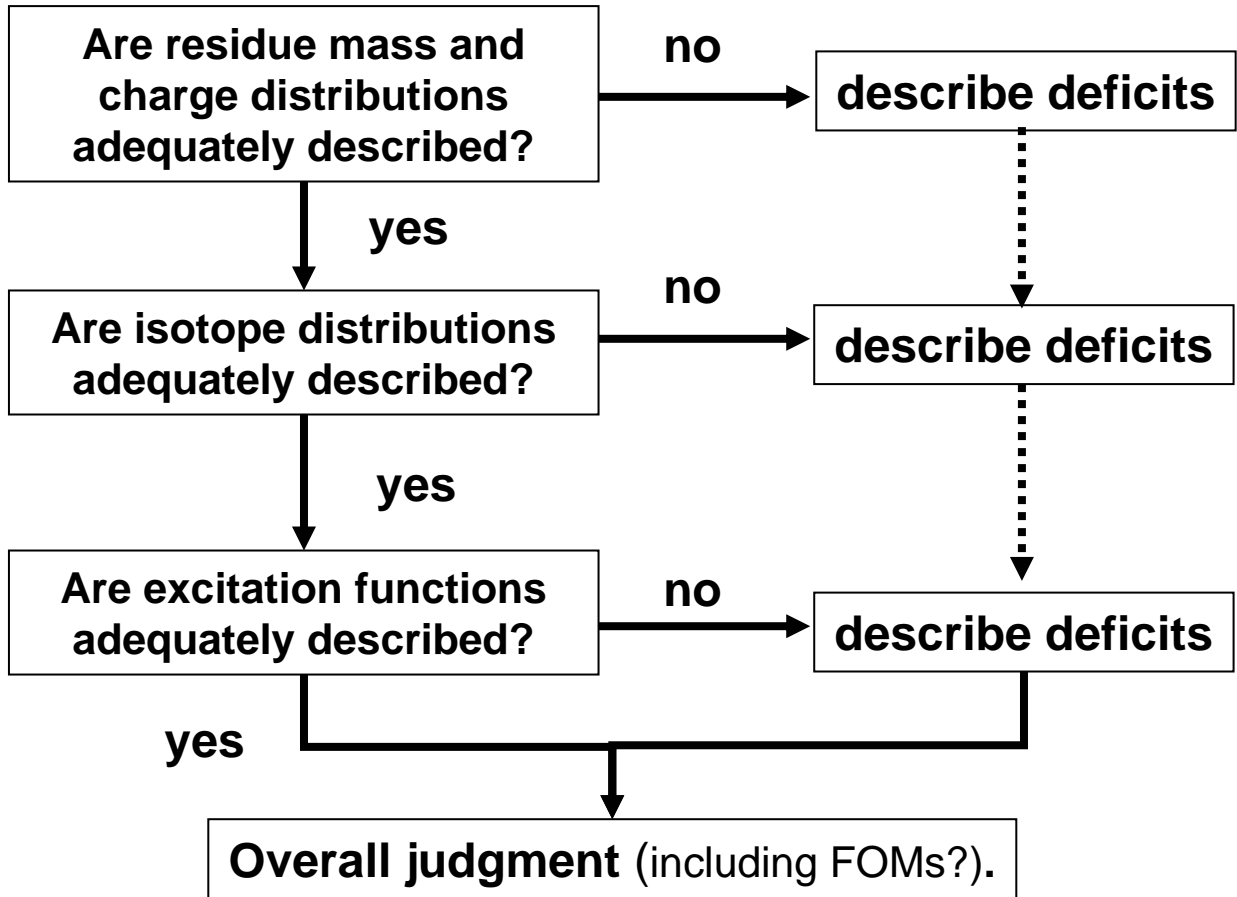 Are residue mass and
charge distributions
adequately described?
no
describe deficits
yes
Are isotope distributions
adequately described?
no
describe deficits
yes
Are excitation functions
adequately described?
no
describe deficits
yes
Overall judgment (including FOMs?).